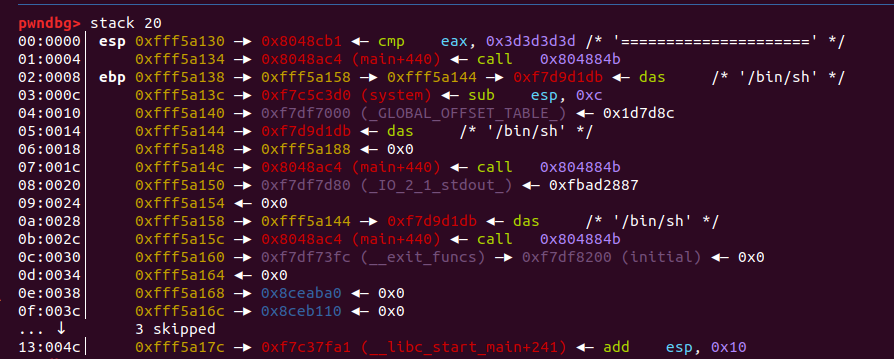 pwndbg> stack 20
00:0000│ esp 0xfff5a130 —▸ 0x8048cb1 ◂— cmp    eax, 0x3d3d3d3d /* '=====================' */
01:0004│     0xfff5a134 —▸ 0x8048ac4 (main+440) ◂— call   0x804884b
02:0008│ ebp 0xfff5a138 —▸ 0xfff5a158 —▸ 0xfff5a144 —▸ 0xf7d9d1db ◂— das     /* '/bin/sh' */
03:000c│     0xfff5a13c —▸ 0xf7c5c3d0 (system) ◂— sub    esp, 0xc
04:0010│     0xfff5a140 —▸ 0xf7df7000 (_GLOBAL_OFFSET_TABLE_) ◂— 0x1d7d8c
05:0014│     0xfff5a144 —▸ 0xf7d9d1db ◂— das     /* '/bin/sh' */
06:0018│     0xfff5a148 —▸ 0xfff5a188 ◂— 0x0
07:001c│     0xfff5a14c —▸ 0x8048ac4 (main+440) ◂— call   0x804884b
08:0020│     0xfff5a150 —▸ 0xf7df7d80 (_IO_2_1_stdout_) ◂— 0xfbad2887
09:0024│     0xfff5a154 ◂— 0x0
0a:0028│     0xfff5a158 —▸ 0xfff5a144 —▸ 0xf7d9d1db ◂— das     /* '/bin/sh' */
0b:002c│     0xfff5a15c —▸ 0x8048ac4 (main+440) ◂— call   0x804884b
0c:0030│     0xfff5a160 —▸ 0xf7df73fc (__exit_funcs) —▸ 0xf7df8200 (initial) ◂— 0x0
0d:0034│     0xfff5a164 ◂— 0x0
0e:0038│     0xfff5a168 —▸ 0x8ceaba0 ◂— 0x0
0f:003c│     0xfff5a16c —▸ 0x8ceb110 ◂— 0x0
... ↓        3 skipped
13:004c│     0xfff5a17c —▸ 0xf7c37fa1 (__libc_start_main+241) ◂— add    esp, 0x10